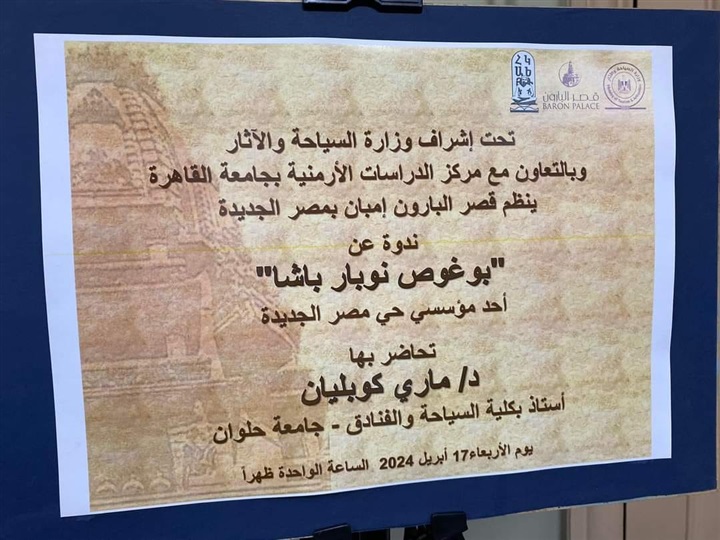 قصر البارون
BARON PALACE
تحت إشراف وزارة السياحة والآثار
وبالتعاون مع مركز الدراسات الأرمنية بجامعة القاهرة
ينظم قصر البارون إمبان بمصر الجديدة
ندوة عن
"بوغوص نوبار باشا"
أحد مؤسسي حي مصر الجديدة
تحاضر بها
د/ ماري كوبليان
أستاذ بكلية السياحة والفنادق - جامعة حلوان
يوم الأربعاء17 أبريل 2024 الساعة الواحدة ظهراً